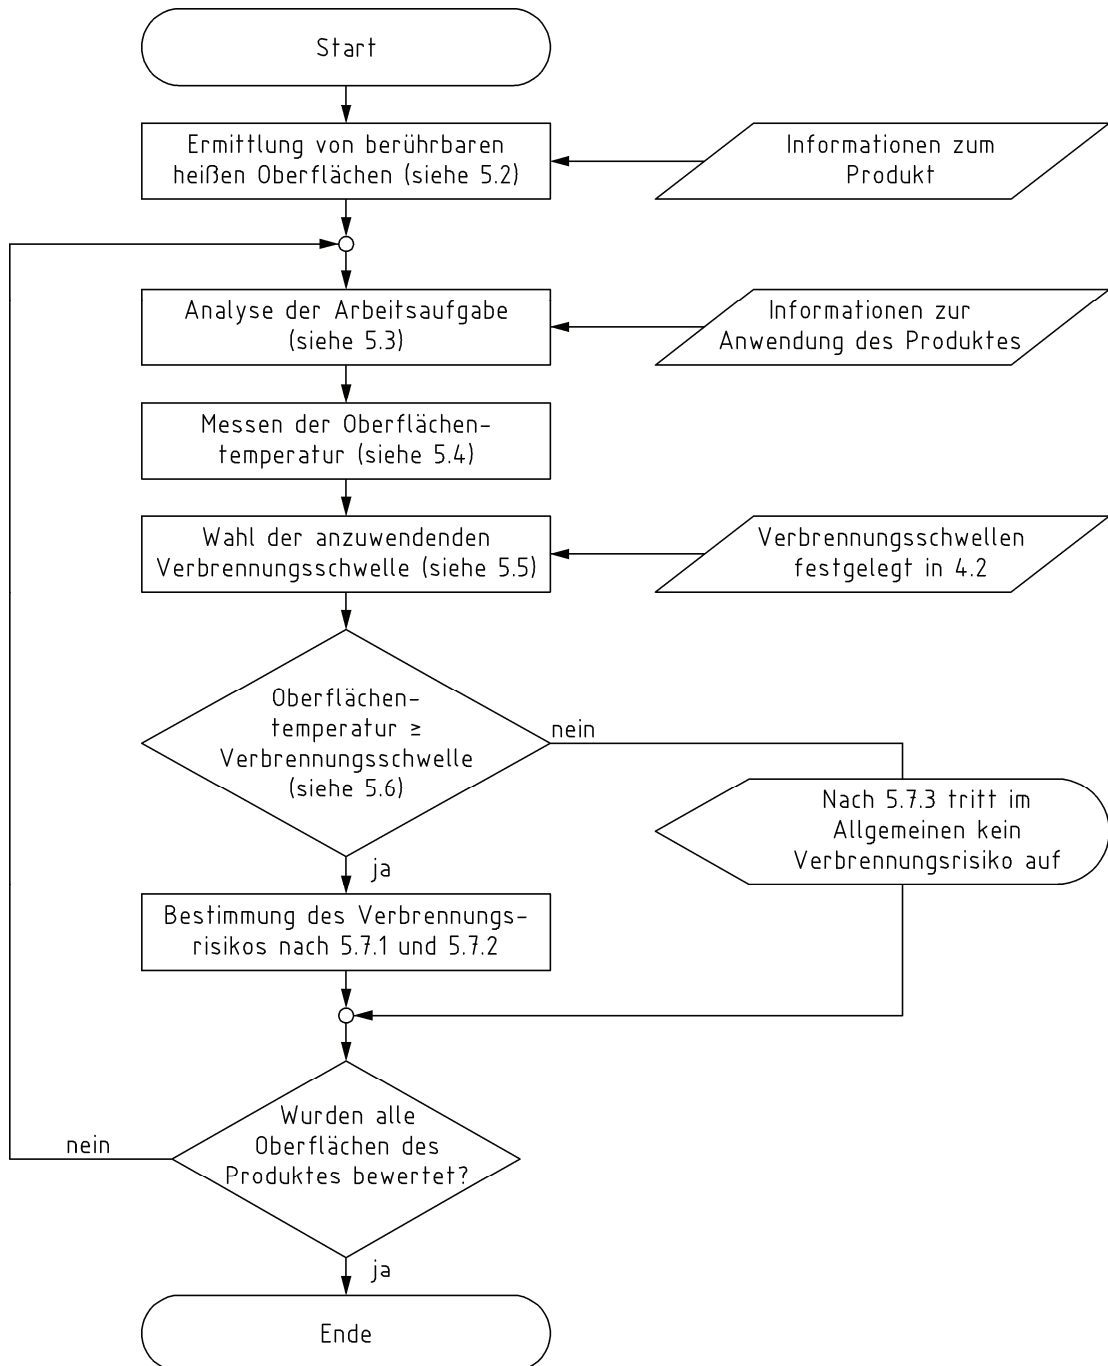 Start
Ermittlung von berührbaren
heißen Oberflächen (siehe 5.2)
Informationen zum
Produkt
Analyse der Arbeitsaufgabe
(siehe 5.3)
Informationen zur
Anwendung des Produktes
Messen der Oberflächen-
temperatur (siehe 5.4)
Wahl der anzuwendenden
Verbrennungsschwelle (siehe 5.5)
Verbrennungsschwellen
festgelegt in 4.2
Oberflächen-
temperatur ≥
Verbrennungsschwelle
(siehe 5.6)
nein
Nach 5.7.3 tritt im
Allgemeinen kein
Verbrennungsrisiko auf
ja
Bestimmung des Verbrennungs-
risikos nach 5.7.1 und 5.7.2
Wurden alle
Oberflächen des
Produktes bewertet?
nein
ja
Ende